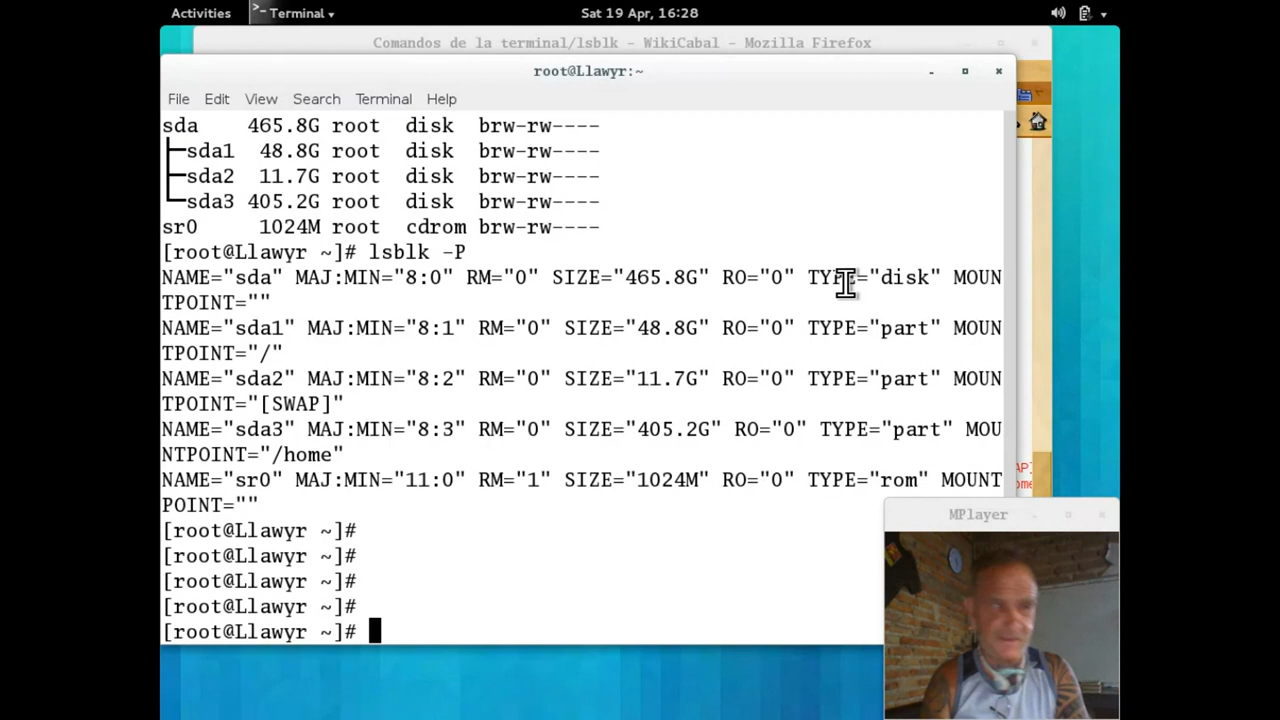 Activities Terminal Sat 19 Apr, 16:28
Comandos de la terminal/lsblk - WikiCabal - Mozilla Firefox
root@Llawyr:~
File Edit View Search Terminal Help
sda 465.8G root disk brw-rw----
├─sda1 48.8G root disk brw-rw----
├─sda2 11.7G root disk brw-rw----
└─sda3 405.2G root disk brw-rw----
sr0 1024M root cdrom brw-rw----
[root@Llawyr ~]# lsblk -P
NAME="sda" MAJ:MIN="8:0" RM="0" SIZE="465.8G" RO="0" TYPE="disk" MOUN
TPOINT=""
NAME="sda1" MAJ:MIN="8:1" RM="0" SIZE="48.8G" RO="0" TYPE="part" MOUN
TPOINT="/"
NAME="sda2" MAJ:MIN="8:2" RM="0" SIZE="11.7G" RO="0" TYPE="part" MOUN
TPOINT="[SWAP]"
NAME="sda3" MAJ:MIN="8:3" RM="0" SIZE="405.2G" RO="0" TYPE="part" MOU
NTPOINT="/home"
NAME="sr0" MAJ:MIN="11:0" RM="1" SIZE="1024M" RO="0" TYPE="rom" MOUNT
POINT=""
[root@Llawyr ~]#
[root@Llawyr ~]#
[root@Llawyr ~]#
[root@Llawyr ~]#
[root@Llawyr ~]#
MPlayer